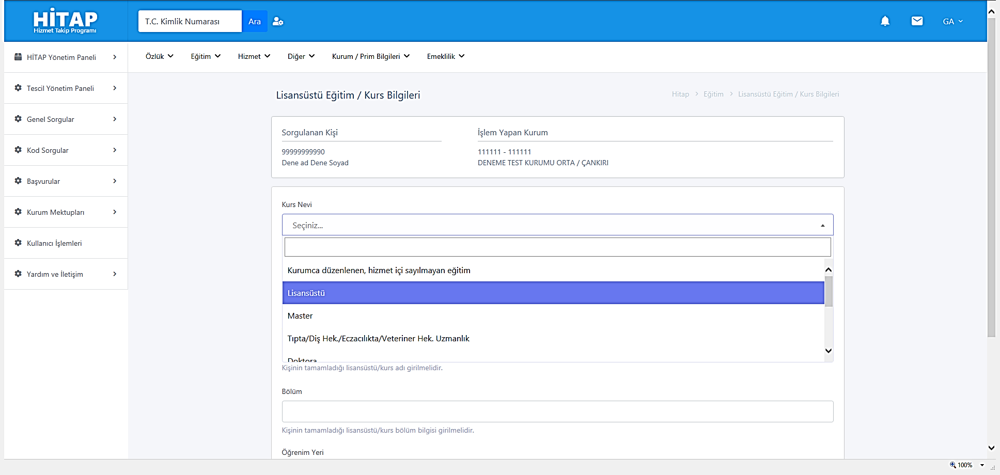 HİTAP
Hizmet Takip Programı
T.C. Kimlik Numarası
Ara
GA
HİTAP Yönetim Paneli
Tescil Yönetim Paneli
Genel Sorgular
Kod Sorgular
Başvurular
Kurum Mektupları
Kullanıcı İşlemleri
Yardım ve İletişim
Özlük
Eğitim
Hizmet
Diğer
Kurum / Prim Bilgileri
Emeklilik
Lisansüstü Eğitim / Kurs Bilgileri
Hitap > Eğitim > Lisansüstü Eğitim / Kurs Bilgileri
Sorgulanan Kişi
99999999990
Dene ad Dene Soyad
İşlem Yapan Kurum
111111 - 111111
DENEME TEST KURUMU ORTA / ÇANKIRI
Kurs Nevi
Seçiniz...
Kurumca düzenlenen, hizmet içi sayılmayan eğitim
Lisansüstü
Master
Tıpta/Diş Hek./Eczacılıkta/Veteriner Hek. Uzmanlık
Doktora
Kişinin tamamladığı lisansüstü/kurs adı girilmelidir.
Bölüm
Kişinin tamamladığı lisansüstü/kurs bölüm bilgisi girilmelidir.
Öğrenim Yeri
100%